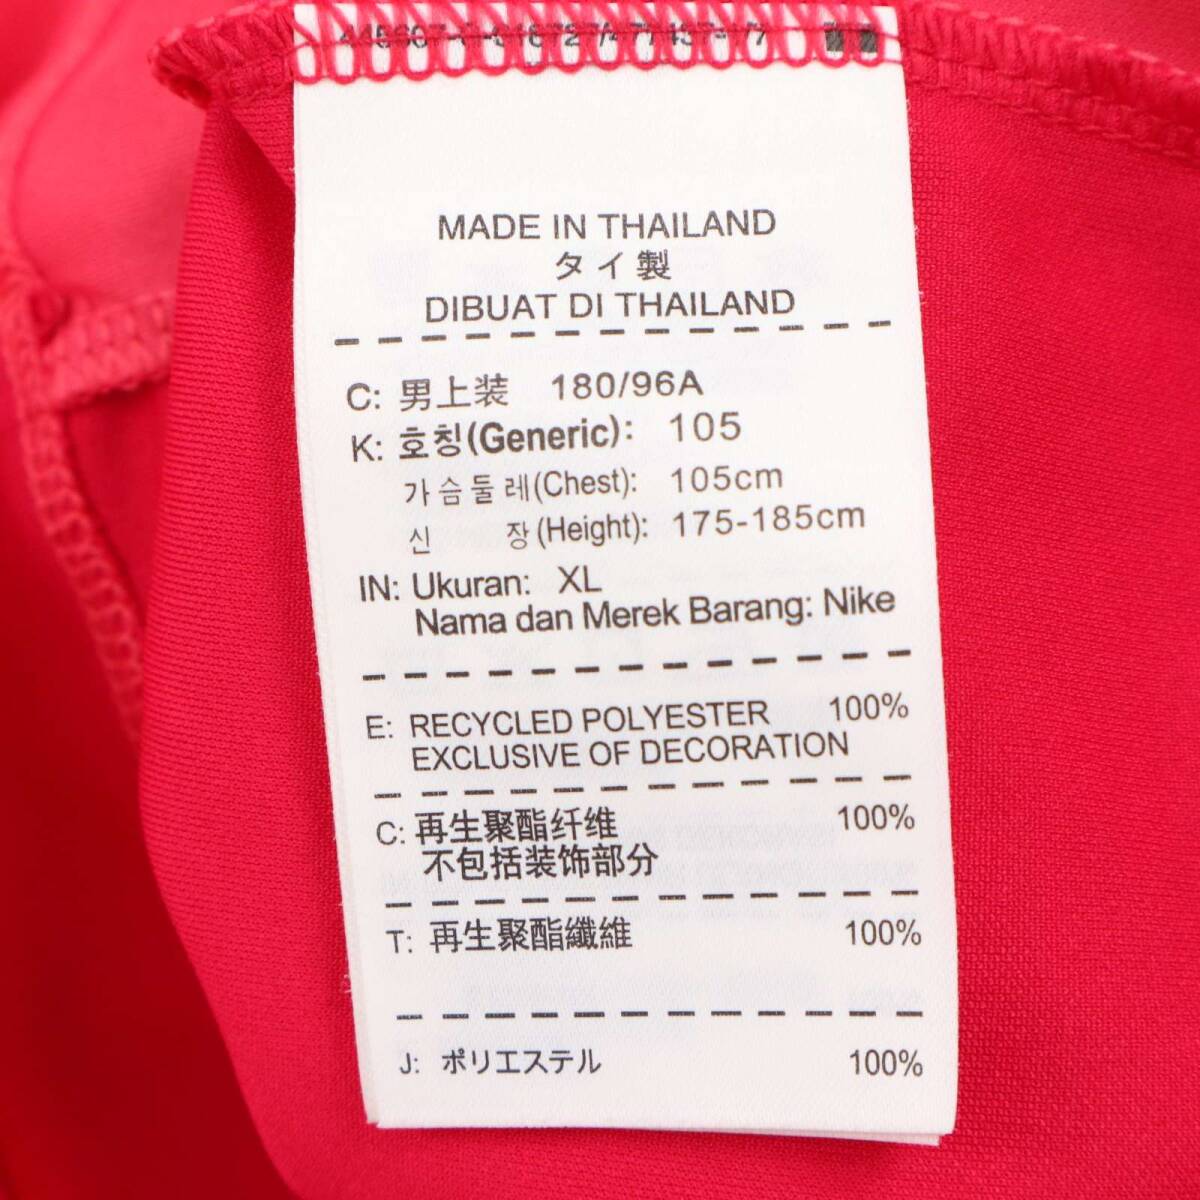 MADE IN THAILAND
タイ製
DIBUAT DI THAILAND
C: 男上装 180/96A
K: 호칭(Generic): 105
가슴둘레(Chest): 105cm
신 장(Height): 175-185cm
IN: Ukuran: XL
Nama dan Merek Barang: Nike
E: RECYCLED POLYESTER 100%
EXCLUSIVE OF DECORATION
C: 再生聚酯纤维 100%
不包括装饰部分
T: 再生聚酯纖維 100%
J: ポリエステル 100%